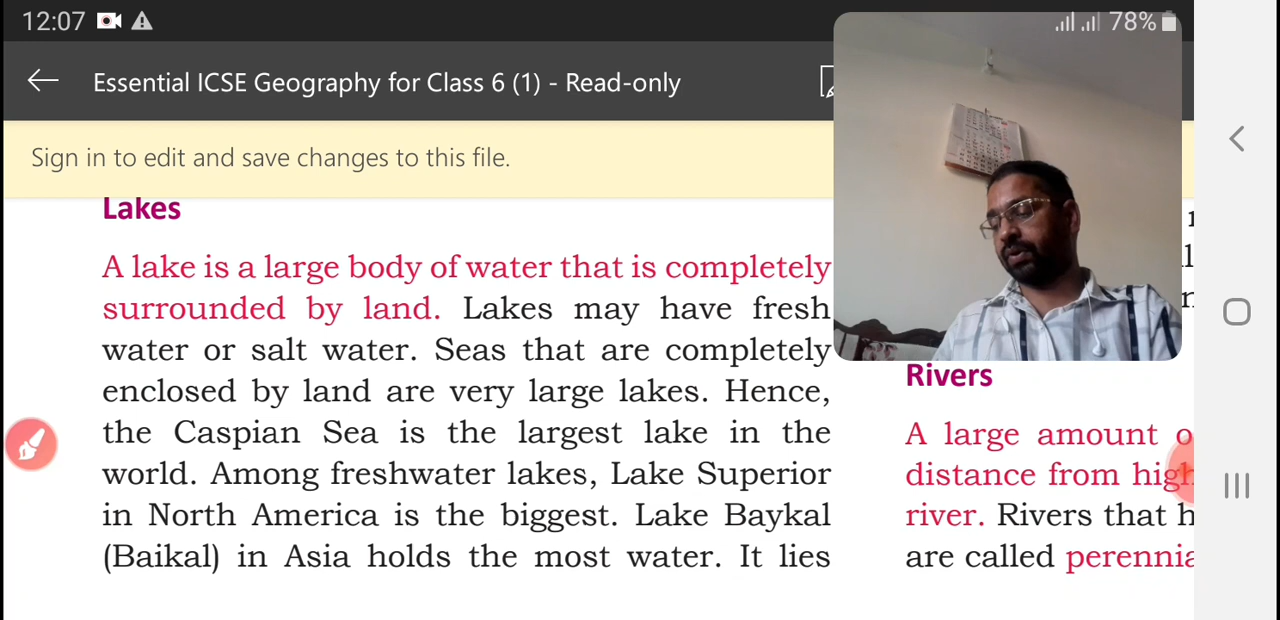 12:07
78%
Essential ICSE Geography for Class 6 (1) - Read-only
Sign in to edit and save changes to this file.
Lakes
A lake is a large body of water that is completely
surrounded by land. Lakes may have fresh
water or salt water. Seas that are completely
enclosed by land are very large lakes. Hence,
the Caspian Sea is the largest lake in the
world. Among freshwater lakes, Lake Superior
in North America is the biggest. Lake Baykal
(Baikal) in Asia holds the most water. It lies
Rivers
A large amount o
distance from high
river. Rivers that h
are called perennia